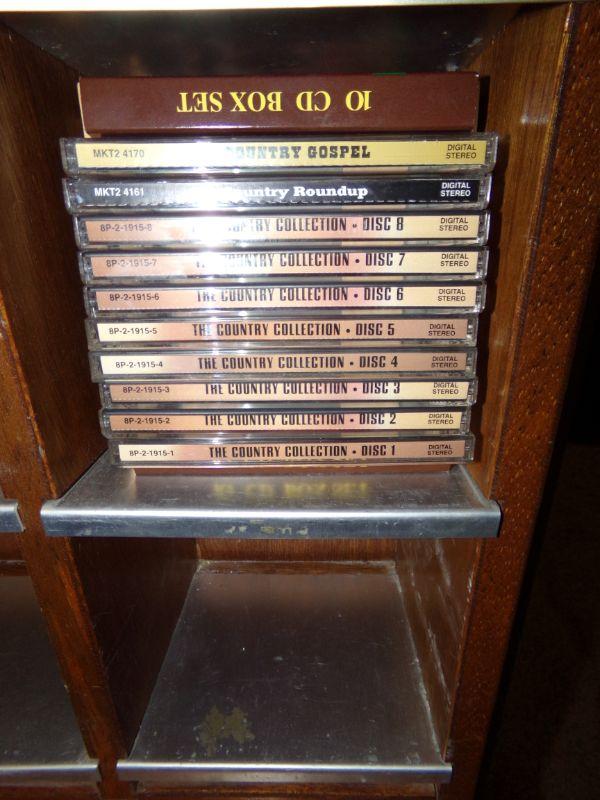 10 CD BOX SET
MKT2 4170 COUNTRY GOSPEL DIGITAL STEREO
MKT2 4161 Country Roundup DIGITAL STEREO
8P-2-1915-8 THE COUNTRY COLLECTION • DISC 8 DIGITAL STEREO
8P-2-1915-7 THE COUNTRY COLLECTION • DISC 7 DIGITAL STEREO
8P-2-1915-6 THE COUNTRY COLLECTION • DISC 6 DIGITAL STEREO
8P-2-1915-5 THE COUNTRY COLLECTION • DISC 5 DIGITAL STEREO
8P-2-1915-4 THE COUNTRY COLLECTION • DISC 4 DIGITAL STEREO
8P-2-1915-3 THE COUNTRY COLLECTION • DISC 3 DIGITAL STEREO
8P-2-1915-2 THE COUNTRY COLLECTION • DISC 2 DIGITAL STEREO
8P-2-1915-1 THE COUNTRY COLLECTION • DISC 1 DIGITAL STEREO